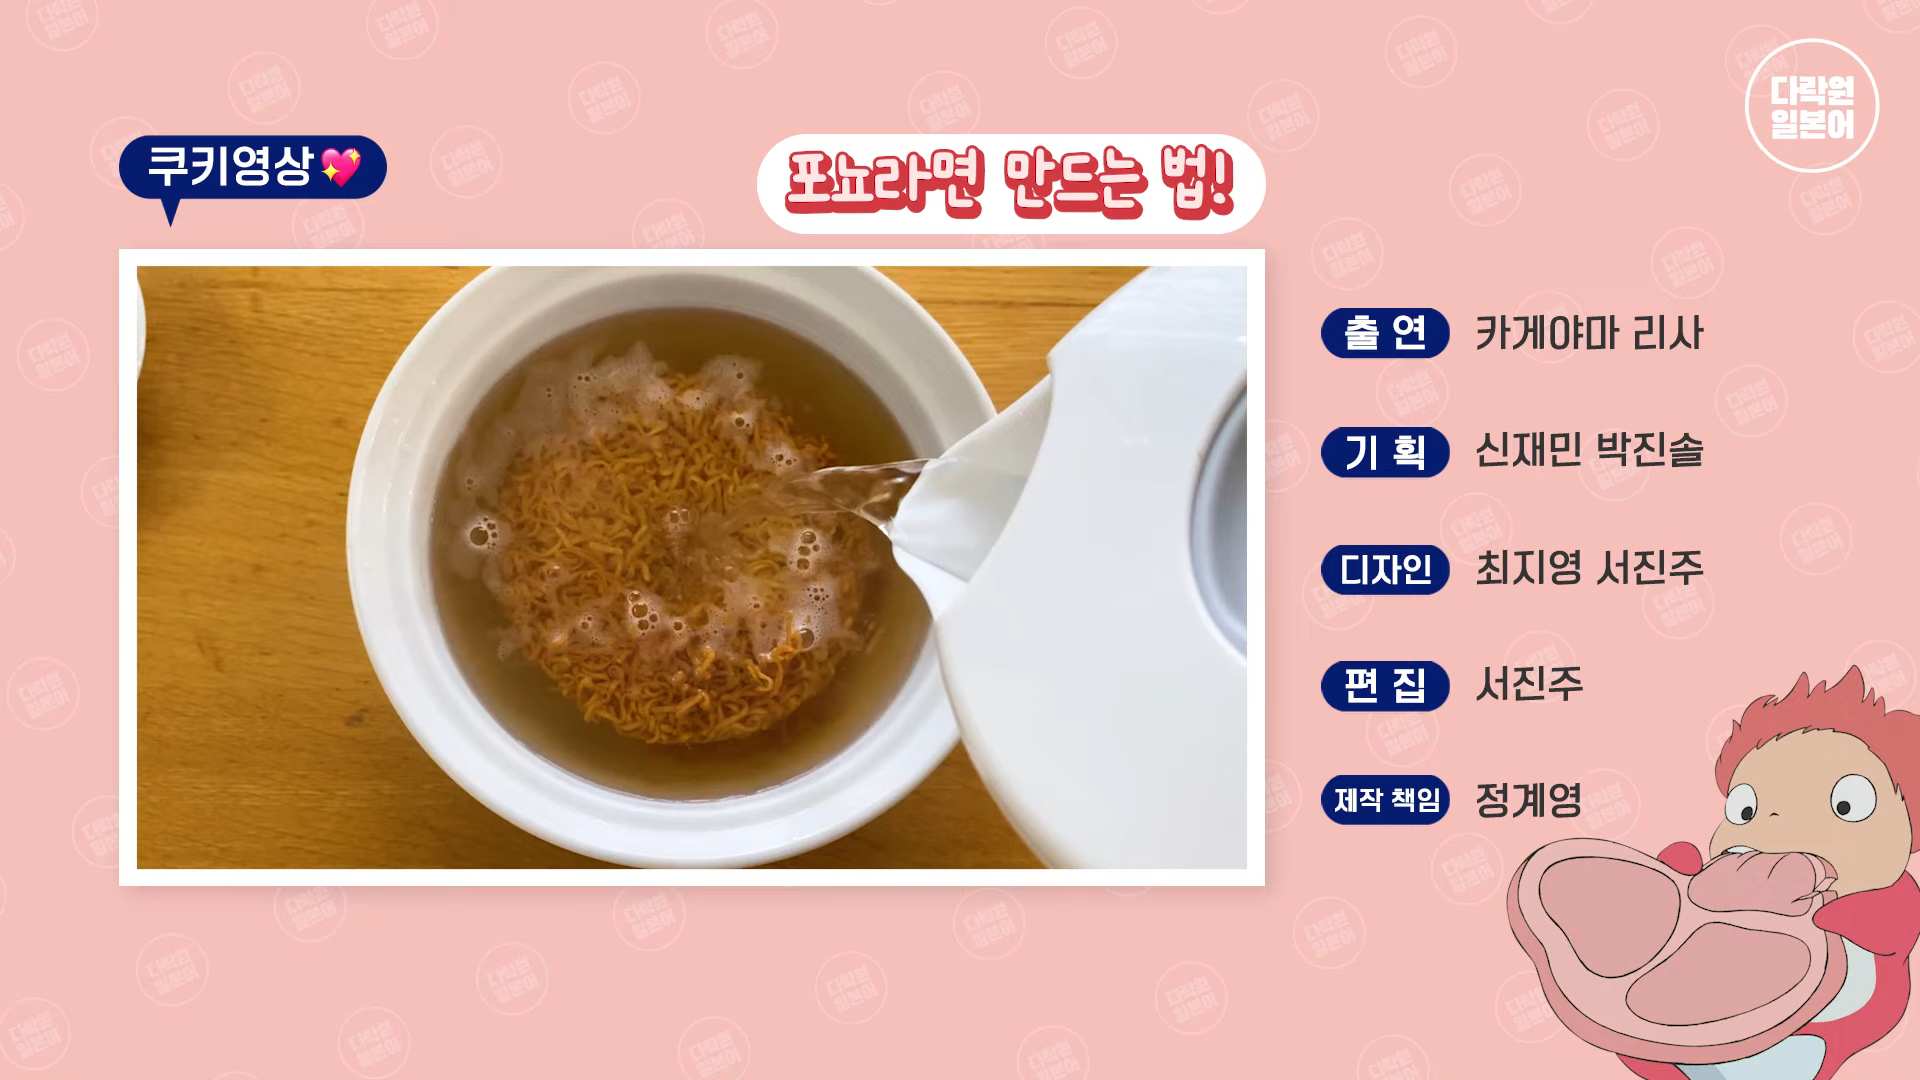 다락원
일본어
쿠키영상💖
포뇨라면 만드는 법!
출 연 카게야마 리사
기 획 신재민 박진솔
디자인 최지영 서진주
편 집 서진주
제작 책임 정계영